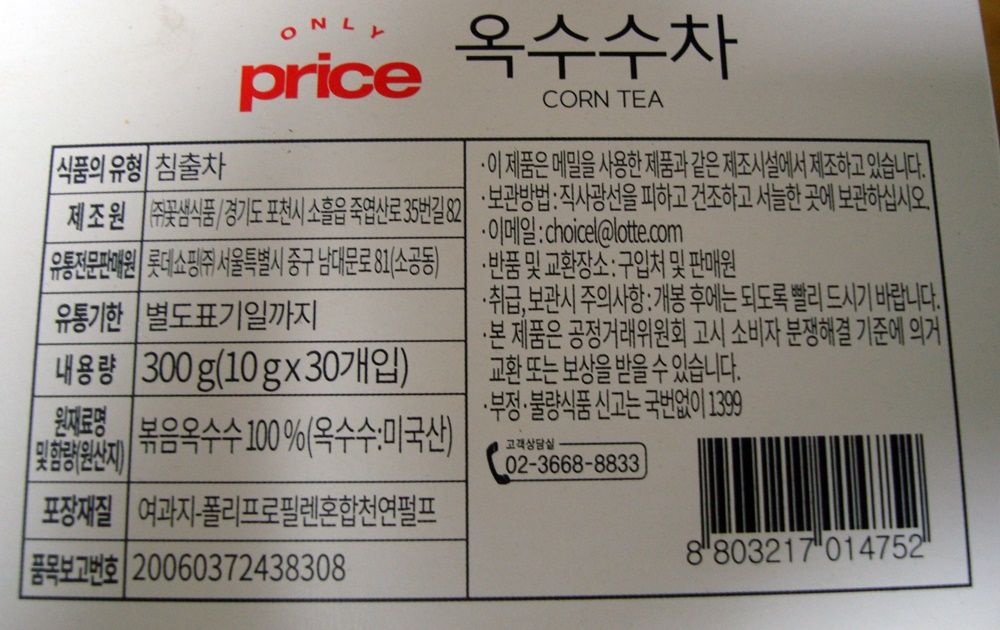 ONLY
price
옥수수차
CORN TEA
식품의 유형 침출차
제조원 (주)꽃샘식품/경기도 포천시 소흘읍 죽엽산로 35번길 82
유통전문판매원 롯데쇼핑(주) 서울특별시 중구 남대문로 81(소공동)
유통기한 별도표기일까지
내용량 300g(10gx30개입)
원재료명
및 함량(원산지) 볶음옥수수 100%(옥수수:미국산)
포장재질 여과지-폴리프로필렌혼합천연펄프
품목보고번호 20060372438308
·이 제품은 메밀을 사용한 제품과 같은 제조시설에서 제조하고 있습니다.
·보관방법:직사광선을 피하고 건조하고 서늘한 곳에 보관하십시오.
·이메일:choicel@lotte.com
·반품 및 교환장소:구입처 및 판매원
·취급,보관시 주의사항:개봉 후에는 되도록 빨리 드시기 바랍니다.
·본 제품은 공정거래위원회 고시 소비자 분쟁해결 기준에 의거
교환 또는 보상을 받을 수 있습니다.
·부정·불량식품 신고는 국번없이 1399
고객상담실
02-3668-8833
8 803217 014752